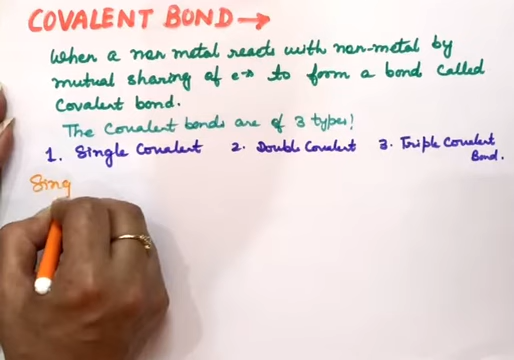 COVALENT BOND →
When a non metal reacts with non-metal by
mutual sharing of e-s to form a bond called
Covalent bond.
The Covalent bonds are of 3 types!
1. Single Covalent 2. Double Covalent 3. Triple Covalent
Bond.
Sing